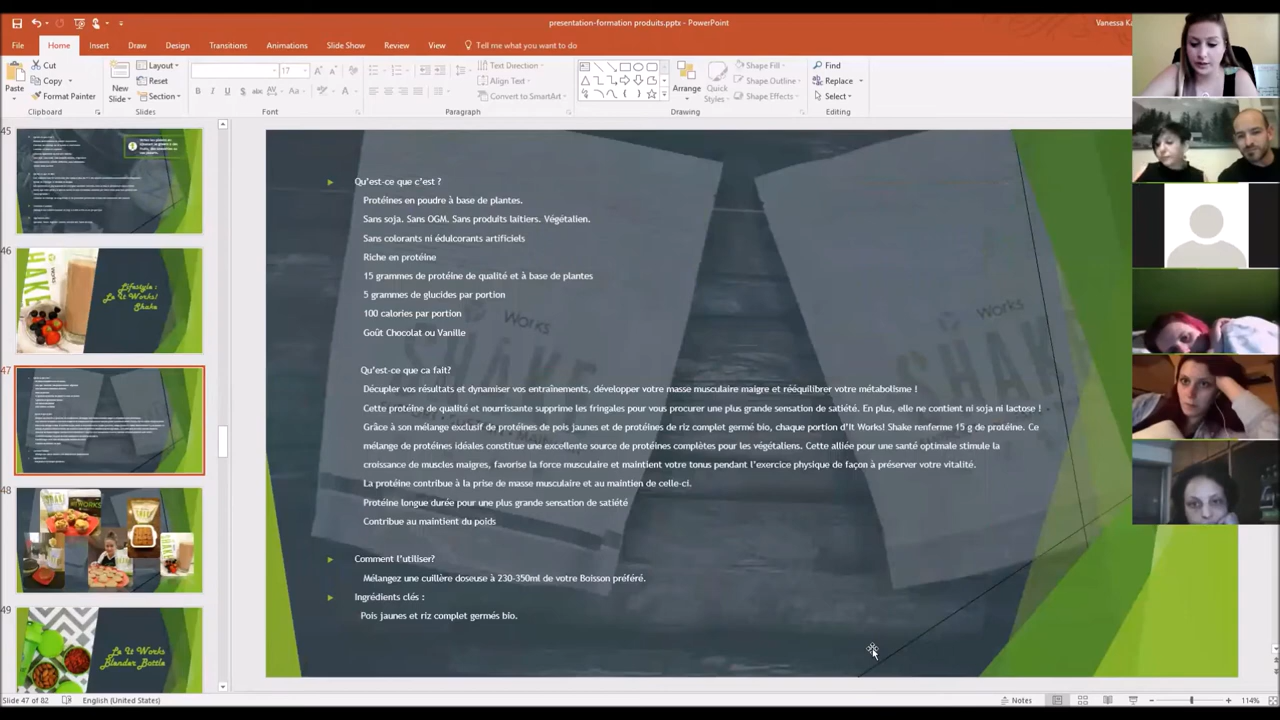 presentation-formation produits.pptx - PowerPoint
Vanessa
File Home Insert Draw Design Transitions Animations Slide Show Review View Tell me what you want to do
Paste
Cut
Copy
Format Painter
Clipboard
New Slide
Layout
Reset
Section
Slides
17
Font
Text Direction
Align Text
Convert to SmartArt
Paragraph
Arrange
Quick Styles
Shape Fill
Shape Outline
Shape Effects
Drawing
Find
Replace
Select
Editing
45
46
Lifestyle :
Le It Works!
Shake
47
48
49
Le It Works
Blender Bottle
Qu'est-ce que c'est ?
Protéines en poudre à base de plantes.
Sans soja. Sans OGM. Sans produits laitiers. Végétalien.
Sans colorants ni édulcorants artificiels
Riche en protéine
15 grammes de protéine de qualité et à base de plantes
5 grammes de glucides par portion
100 calories par portion
Goût Chocolat ou Vanille
Qu'est-ce que ca fait?
Décupler vos résultats et dynamiser vos entraînements, développer votre masse musculaire maigre et rééquilibrer votre métabolisme !
Cette protéine de qualité et nourrissante supprime les fringales pour vous procurer une plus grande sensation de satiété. En plus, elle ne contient ni soja ni lactose !
Grâce à son mélange exclusif de protéines de pois jaunes et de protéines de riz complet germé bio, chaque portion d'It Works! Shake renferme 15 g de protéine. Ce
mélange de protéines idéal constitue une excellente source de protéines complètes pour végétaliens. Cette alliée pour une santé optimale stimule la
croissance de muscles maigres, favorise la force musculaire et maintient votre tonus pendant l'exercice physique de façon à préserver votre vitalité.
La protéine contribue à la prise de masse musculaire et au maintien de celle-ci.
Protéine longue durée pour une plus grande sensation de satiété
Contribue au maintient du poids
Comment l'utiliser?
Mélangez une cuillère doseuse à 230-350ml de votre Boisson préféré.
Ingrédients clés :
Pois jaunes et riz complet germés bio.
Works
Works
Slide 47 of 82 English (United States) Notes 114%